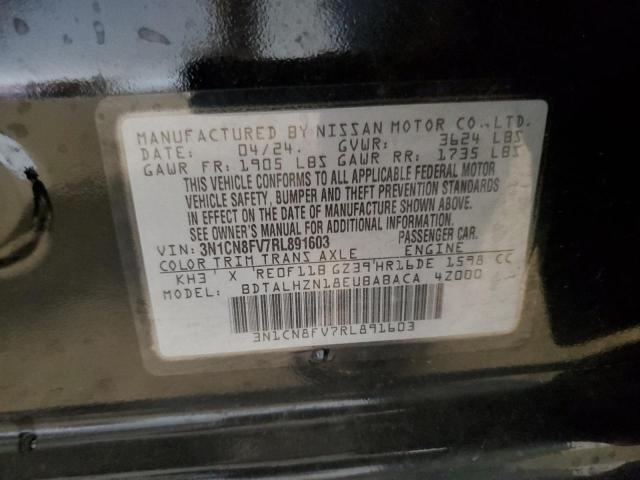 MANUFACTURED BY NISSAN MOTOR CO.,LTD.
DATE: 04/24. GVWR: 3624 LBS
GAWR FR: 1905 LBS GAWR RR: 1735 LBS
THIS VEHICLE CONFORMS TO ALL APPLICABLE FEDERAL MOTOR
VEHICLE SAFETY, BUMPER AND THEFT PREVENTION STANDARDS
IN EFFECT ON THE DATE OF MANUFACTURE SHOWN ABOVE.
SEE OWNER'S MANUAL FOR ADDITIONAL INFORMATION.
VIN: 3N1CN8FV7RL891603 PASSENGER CAR.
COLOR TRIM TRANS AXLE ENGINE
KH3' X 'RE0F11B GZ39'HR16DE 1598 CC
MODEL: BDTALHZN18EUBABACA 4Z000
3N1CN8FV7RL891603